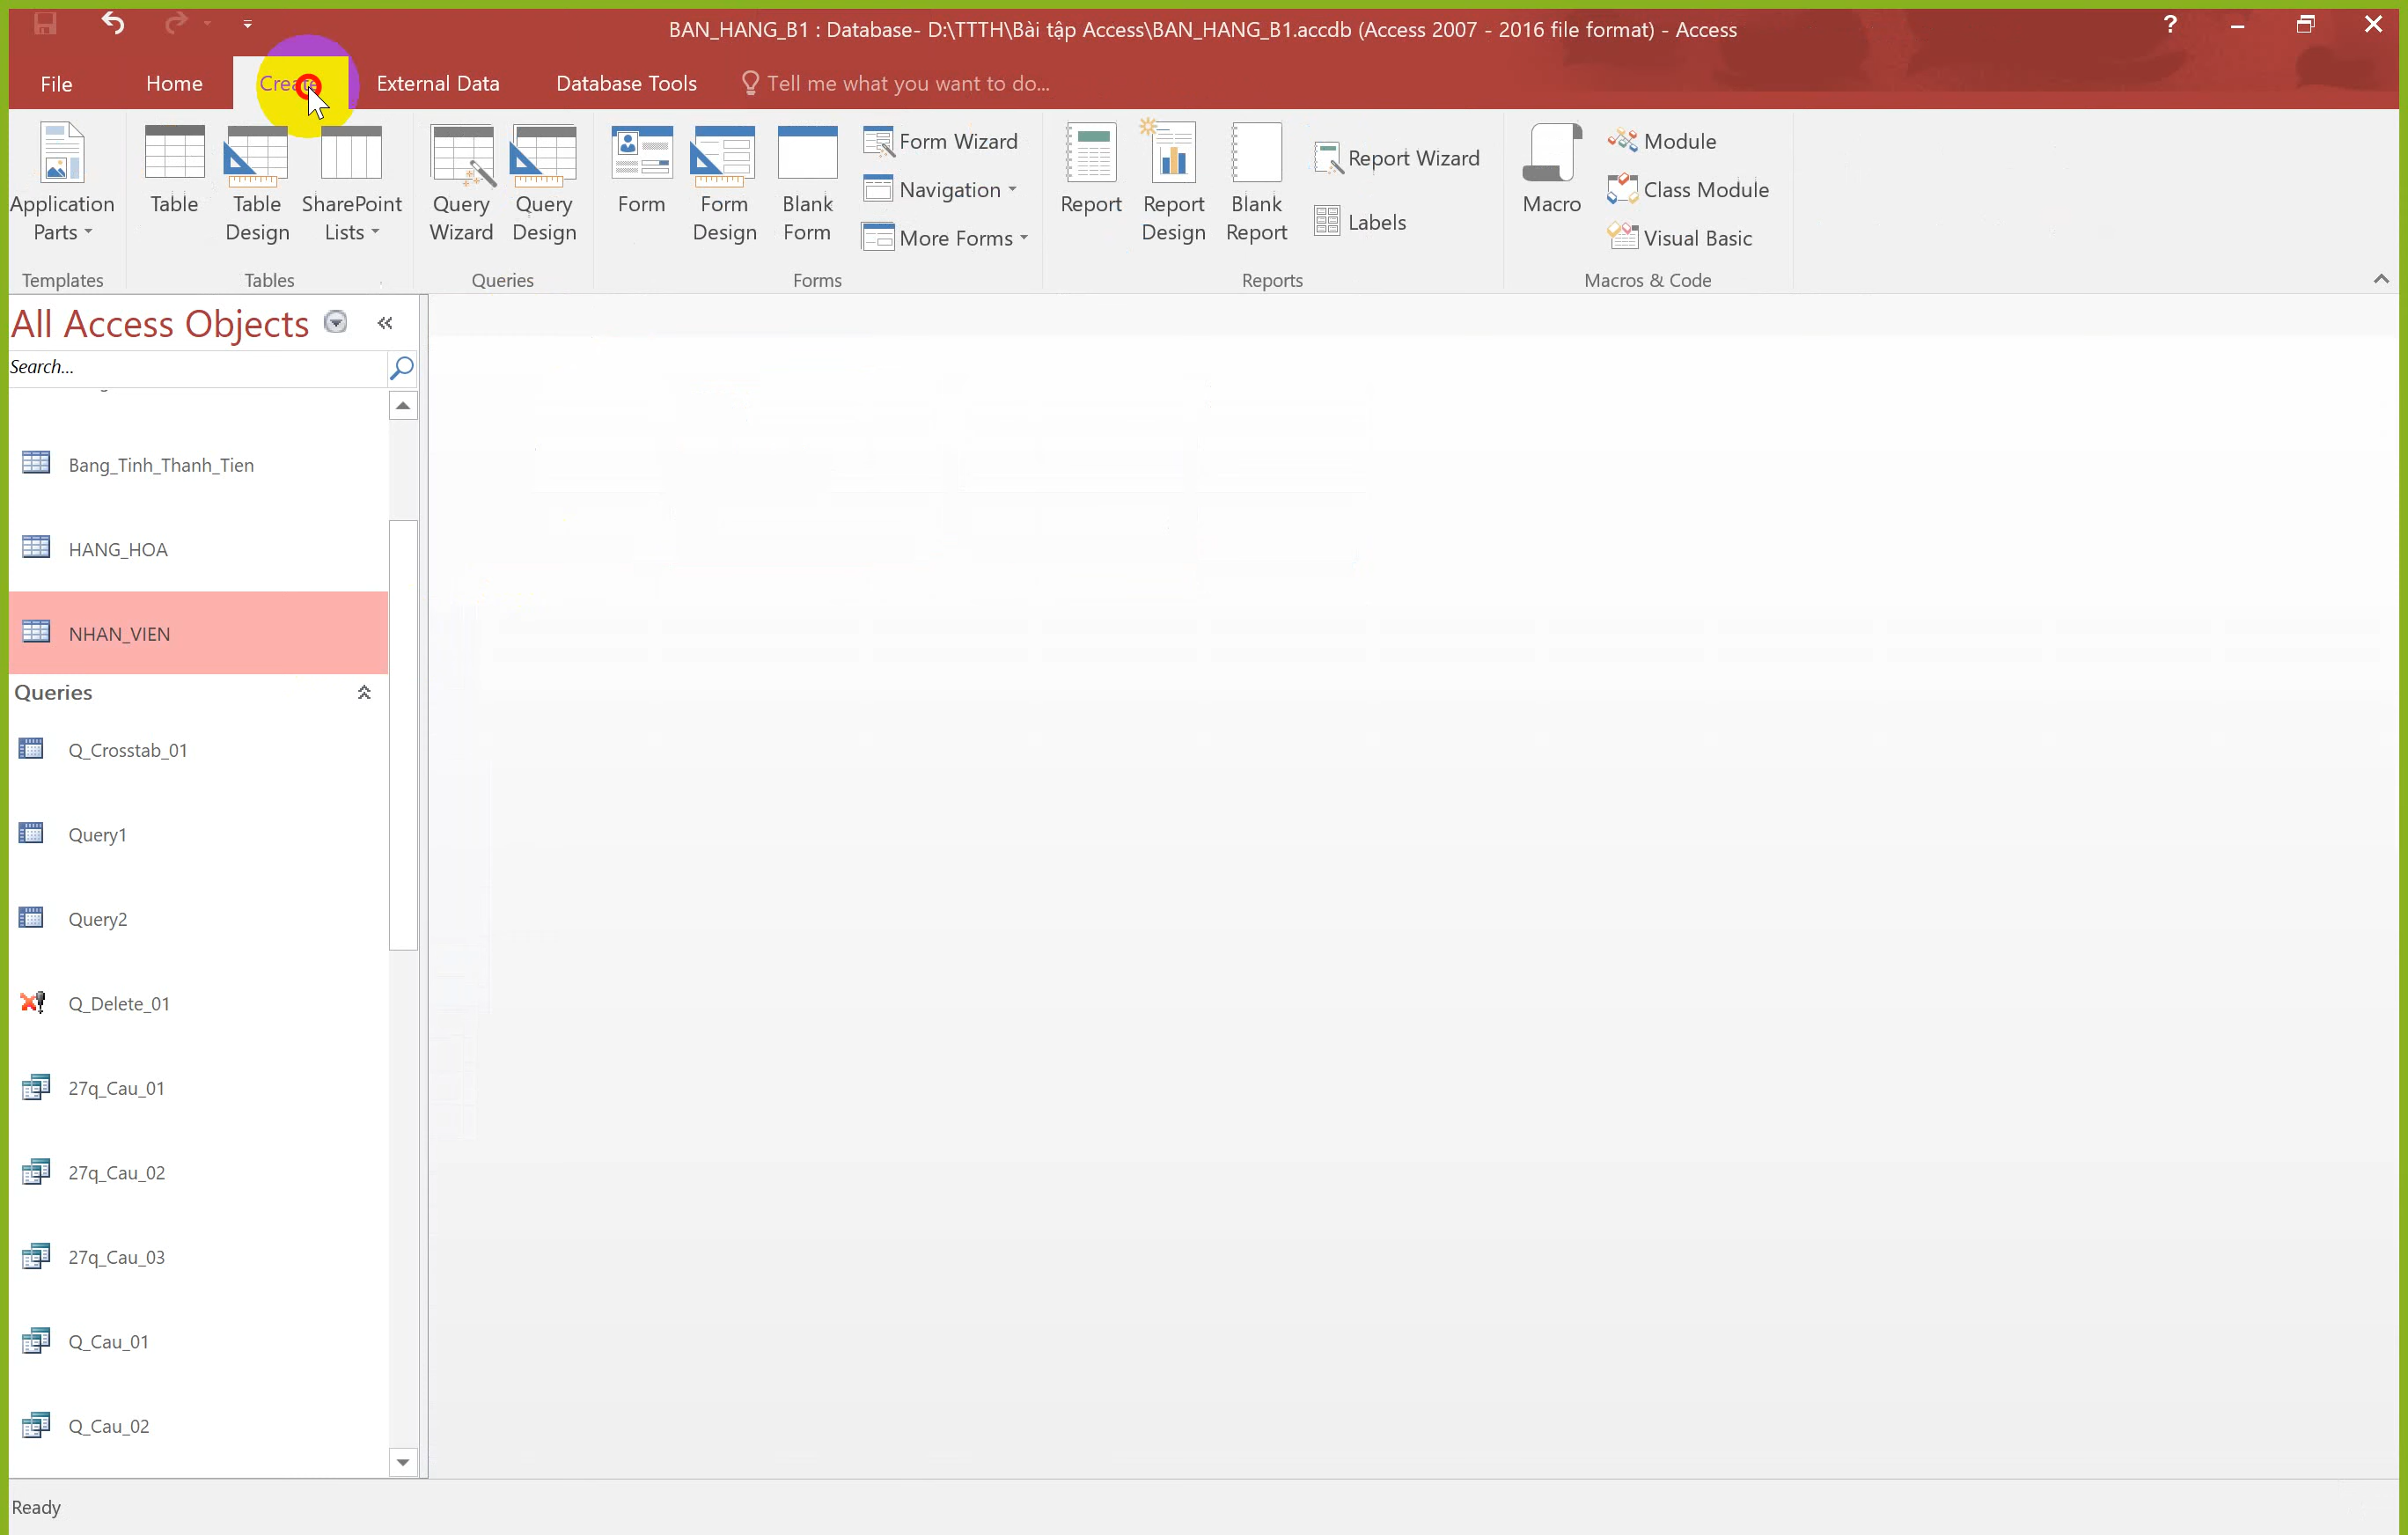 BAN_HANG_B1 : Database- D:\TTTH\Bài tập Access\BAN_HANG_B1.accdb (Access 2007 - 2016 file format) - Access
?
File Home Create External Data Database Tools Tell me what you want to do...
Application Parts
Table
Table Design
SharePoint Lists
Query Wizard
Query Design
Form
Form Design
Blank Form
Form Wizard
Navigation
More Forms
Report
Report Design
Blank Report
Report Wizard
Labels
Macro
Module
Class Module
Visual Basic
Templates Tables Queries Forms Reports Macros & Code
All Access Objects
Search...
Bang_Tinh_Thanh_Tien
HANG_HOA
NHAN_VIEN
Queries
Q_Crosstab_01
Query1
Query2
Q_Delete_01
27q_Cau_01
27q_Cau_02
27q_Cau_03
Q_Cau_01
Q_Cau_02
Ready